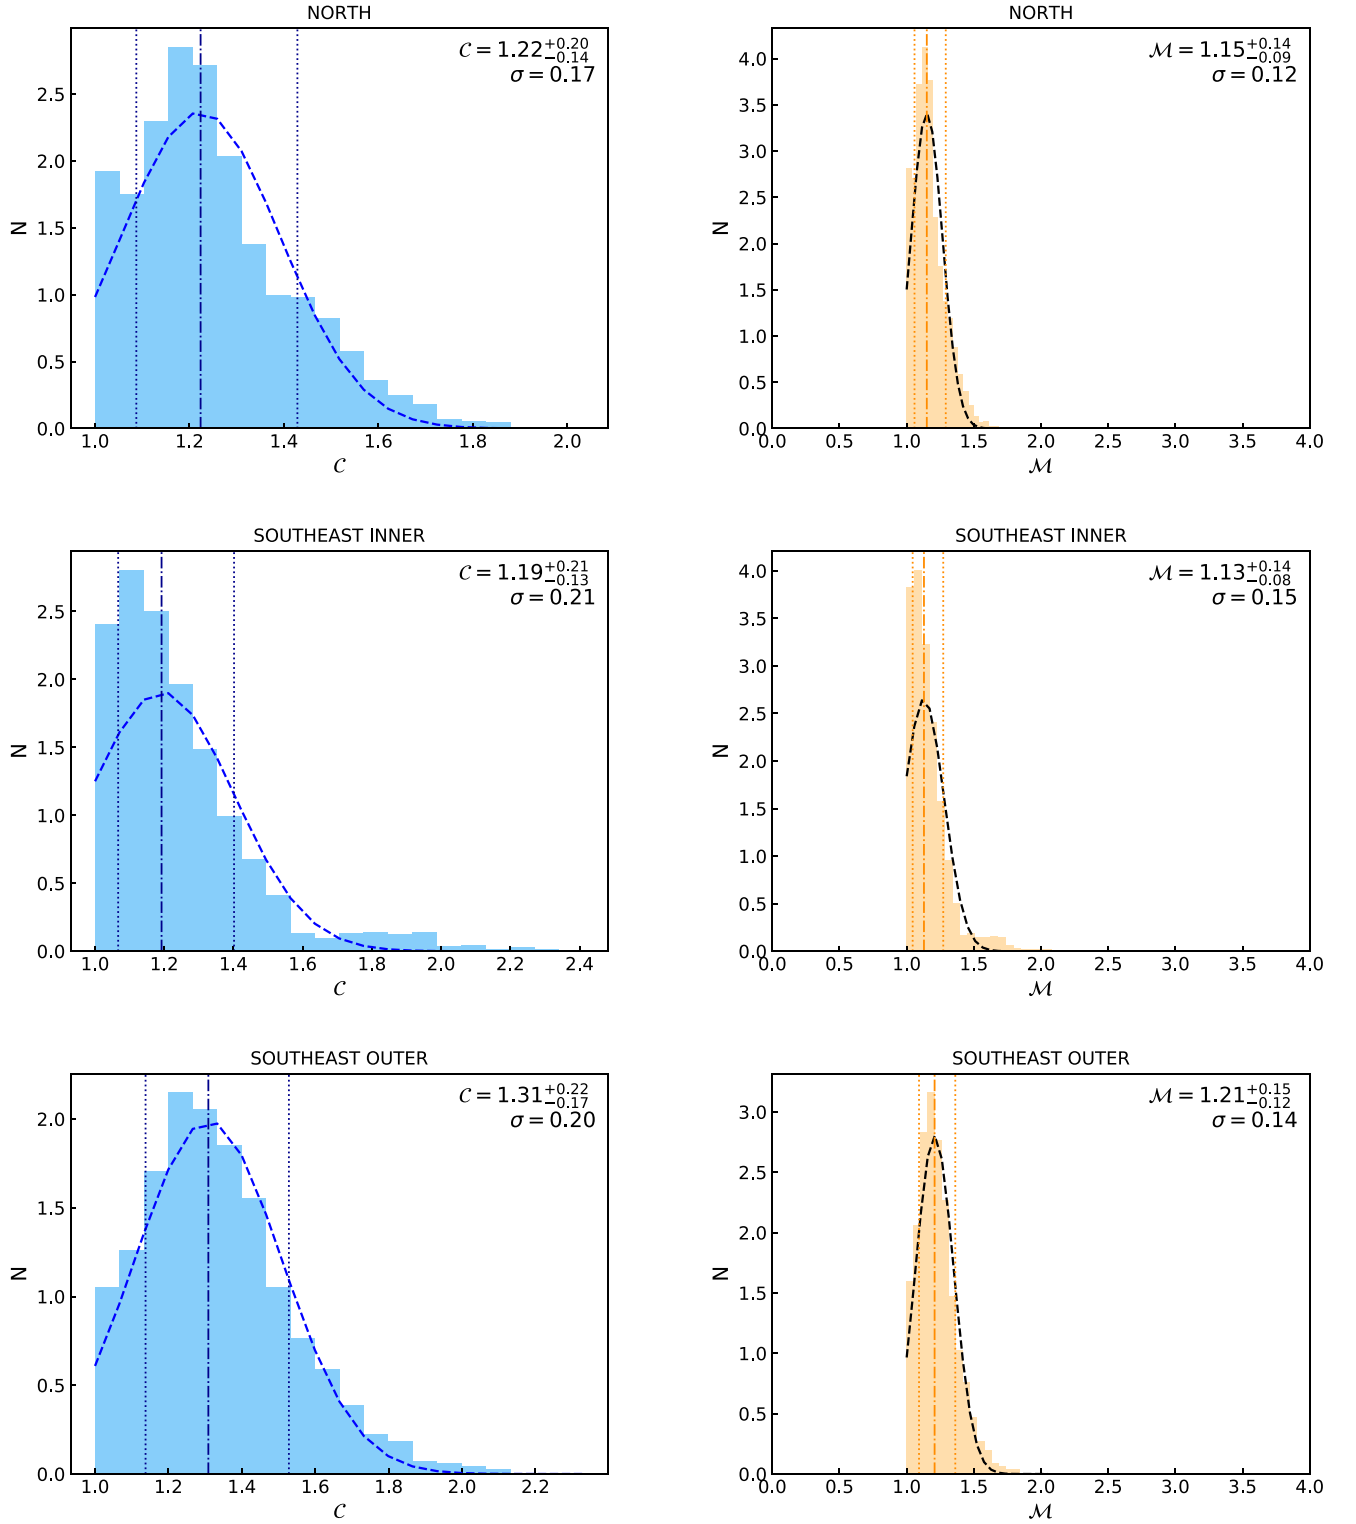 NORTH
𝒞 = 1.22 +0.20 −0.14
σ = 0.17
N
2.5
2.0
1.5
1.0
0.5
0.0
1.0 1.2 1.4 1.6 1.8 2.0
𝒞
NORTH
ℳ = 1.15 +0.14 −0.09
σ = 0.12
N
4.0
3.5
3.0
2.5
2.0
1.5
1.0
0.5
0.0
0.0 0.5 1.0 1.5 2.0 2.5 3.0 3.5 4.0
ℳ
SOUTHEAST INNER
𝒞 = 1.19 +0.21 −0.13
σ = 0.21
N
2.5
2.0
1.5
1.0
0.5
0.0
1.0 1.2 1.4 1.6 1.8 2.0 2.2 2.4
𝒞
SOUTHEAST INNER
ℳ = 1.13 +0.14 −0.08
σ = 0.15
N
4.0
3.5
3.0
2.5
2.0
1.5
1.0
0.5
0.0
0.0 0.5 1.0 1.5 2.0 2.5 3.0 3.5 4.0
ℳ
SOUTHEAST OUTER
𝒞 = 1.31 +0.22 −0.17
σ = 0.20
N
2.0
1.5
1.0
0.5
0.0
1.0 1.2 1.4 1.6 1.8 2.0 2.2
𝒞
SOUTHEAST OUTER
ℳ = 1.21 +0.15 −0.12
σ = 0.14
N
3.0
2.5
2.0
1.5
1.0
0.5
0.0
0.0 0.5 1.0 1.5 2.0 2.5 3.0 3.5 4.0
ℳ